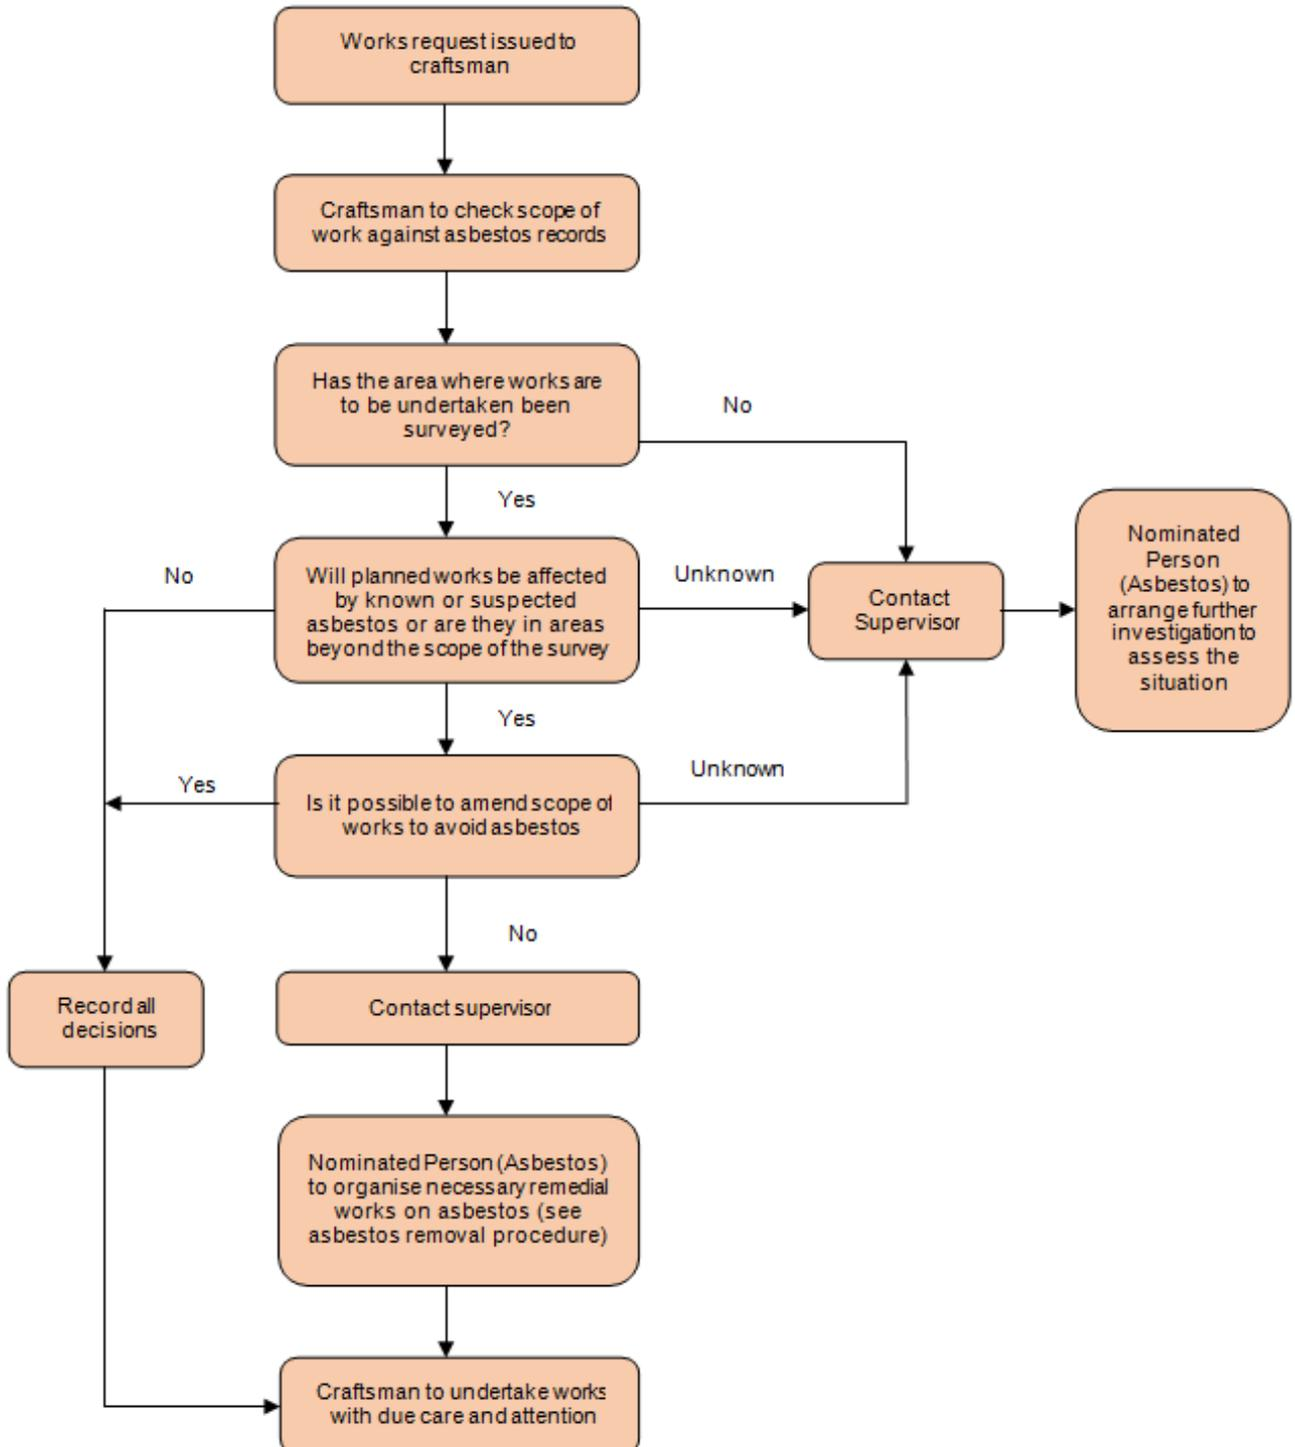 Works request issued to
craftsman
Craftsman to check scope of
work against asbestos records
Has the area where works are
to be undertaken been
surveyed?
No
Yes
Will planned works be affected
by known or suspected
asbestos or are they in areas
beyond the scope of the survey
No
Unknown
Contact
Supervisor
Nominated
Person
(Asbestos) to
arrange further
investigation to
assess the
situation
Yes
Is it possible to amend scope of
works to avoid asbestos
Yes
Unknown
No
Record all
decisions
Contact supervisor
Nominated Person (Asbestos)
to organise necessary remedial
works on asbestos (see
asbestos removal procedure)
Craftsman to undertake works
with due care and attention